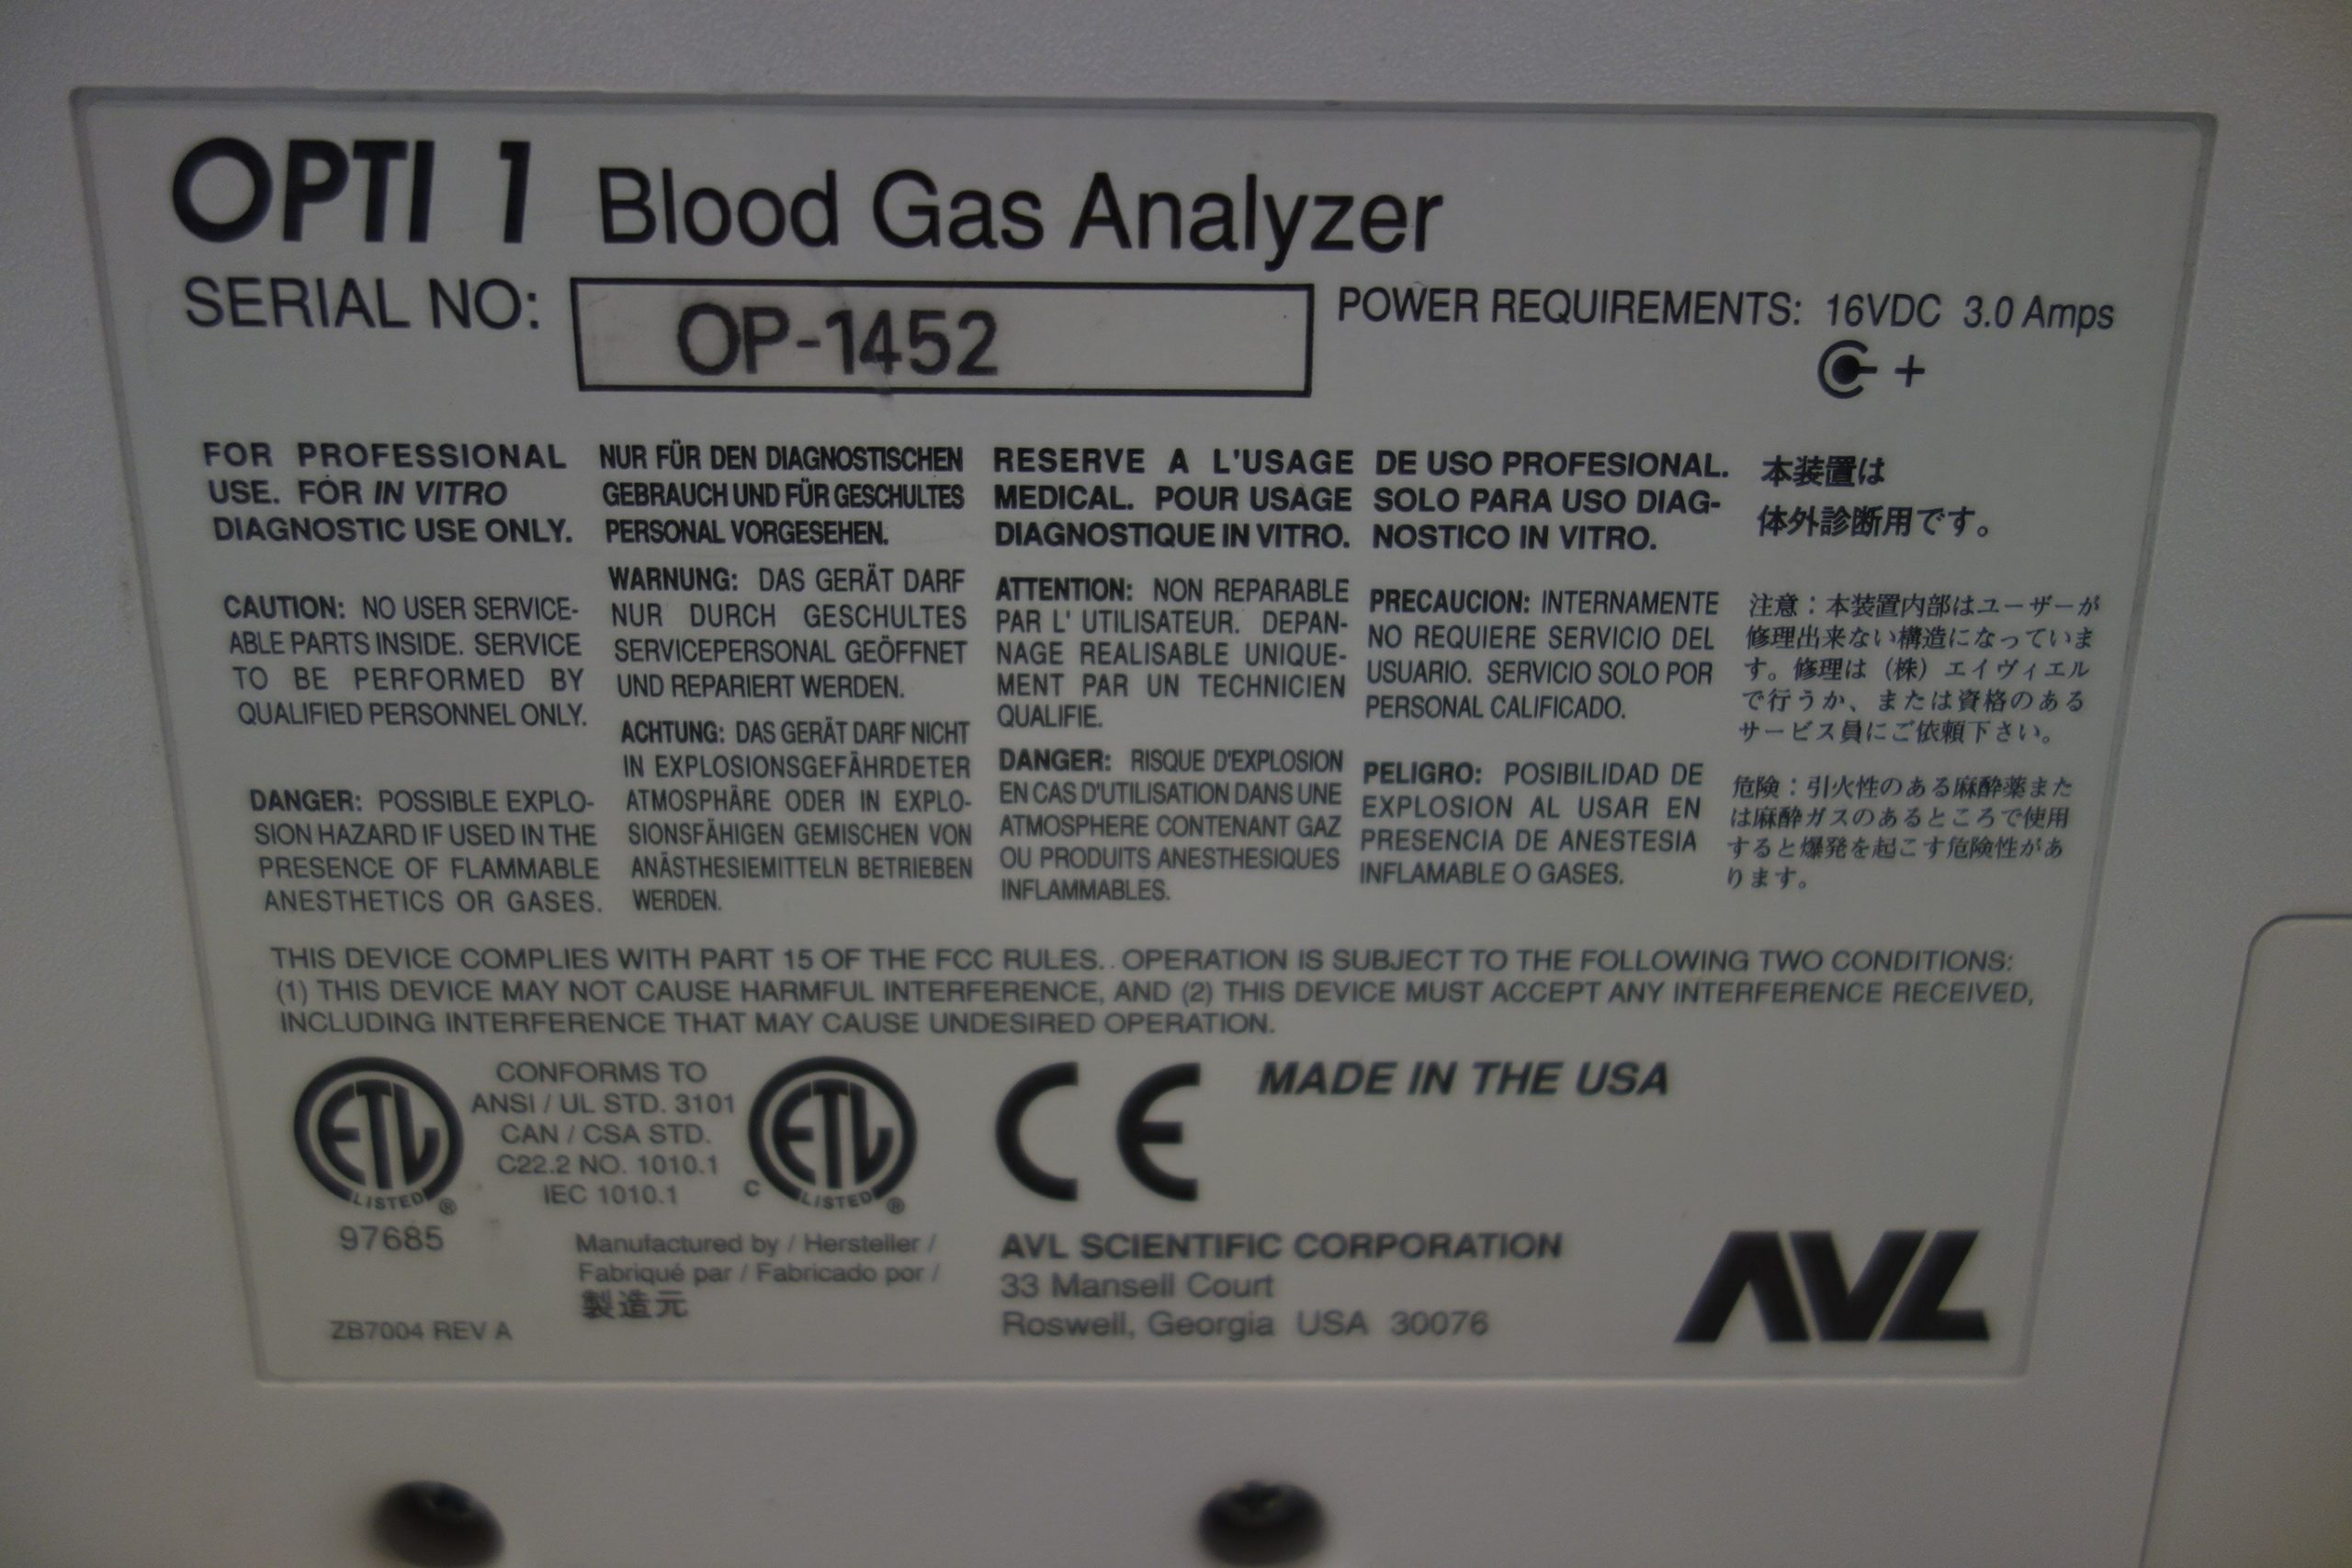 OPTI 1 Blood Gas Analyzer
SERIAL NO: OP-1452
POWER REQUIREMENTS: 16VDC 3.0 Amps
+
FOR PROFESSIONAL
USE. FOR IN VITRO
DIAGNOSTIC USE ONLY.
CAUTION: NO USER SERVICE-
ABLE PARTS INSIDE. SERVICE
TO BE PERFORMED BY
QUALIFIED PERSONNEL ONLY.
DANGER: POSSIBLE EXPLO-
SION HAZARD IF USED IN THE
PRESENCE OF FLAMMABLE
ANESTHETICS OR GASES.
NUR FÜR DEN DIAGNOSTISCHEN
GEBRAUCH UND FÜR GESCHULTES
PERSONAL VORGESEHEN.
WARNUNG: DAS GERÄT DARF
NUR DURCH GESCHULTES
SERVICEPERSONAL GEÖFFNET
UND REPARIERT WERDEN.
ACHTUNG: DAS GERÄT DARF NICHT
IN EXPLOSIONSGEFÄHRDETER
ATMOSPHÄRE ODER IN EXPLO-
SIONSFÄHIGEN GEMISCHEN VON
ANÄSTHESIEMITTELN BETRIEBEN
WERDEN.
RESERVE A L'USAGE
MEDICAL. POUR USAGE
DIAGNOSTIQUE IN VITRO.
ATTENTION: NON REPARABLE
PAR L' UTILISATEUR. DEPAN-
NAGE REALISABLE UNIQUE-
MENT PAR UN TECHNICIEN
QUALIFIE.
DANGER: RISQUE D'EXPLOSION
EN CAS D'UTILISATION DANS UNE
ATMOSPHERE CONTENANT GAZ
OU PRODUITS ANESTHESIQUES
INFLAMMABLES.
DE USO PROFESIONAL.
SOLO PARA USO DIAG-
NOSTICO IN VITRO.
PRECAUCION: INTERNAMENTE
NO REQUIERE SERVICIO DEL
USUARIO. SERVICIO SOLO POR
PERSONAL CALIFICADO.
PELIGRO: POSIBILIDAD DE
EXPLOSION AL USAR EN
PRESENCIA DE ANESTESIA
INFLAMABLE O GASES.
本装置は
体外診断用です。
注意：本装置内部はユーザーが
修理出来ない構造になっていま
す。修理は（株）エイヴィエル
で行うか、または資格のある
サービス員にご依頼下さい。
危険：引火性のある麻酔薬また
は麻酔ガスのあるところで使用
すると爆発を起こす危険性があ
ります。
THIS DEVICE COMPLIES WITH PART 15 OF THE FCC RULES. OPERATION IS SUBJECT TO THE FOLLOWING TWO CONDITIONS:
(1) THIS DEVICE MAY NOT CAUSE HARMFUL INTERFERENCE, AND (2) THIS DEVICE MUST ACCEPT ANY INTERFERENCE RECEIVED,
INCLUDING INTERFERENCE THAT MAY CAUSE UNDESIRED OPERATION.
ETL
LISTED ®
97685
CONFORMS TO
ANSI / UL STD. 3101
CAN / CSA STD.
C22.2 NO. 1010.1
IEC 1010.1
C ETL
LISTED ®
CE
MADE IN THE USA
Manufactured by / Hersteller /
Fabriqué par / Fabricado por /
製造元
AVL SCIENTIFIC CORPORATION
33 Mansell Court
Roswell, Georgia USA 30076
AVL
ZB7004 REV A